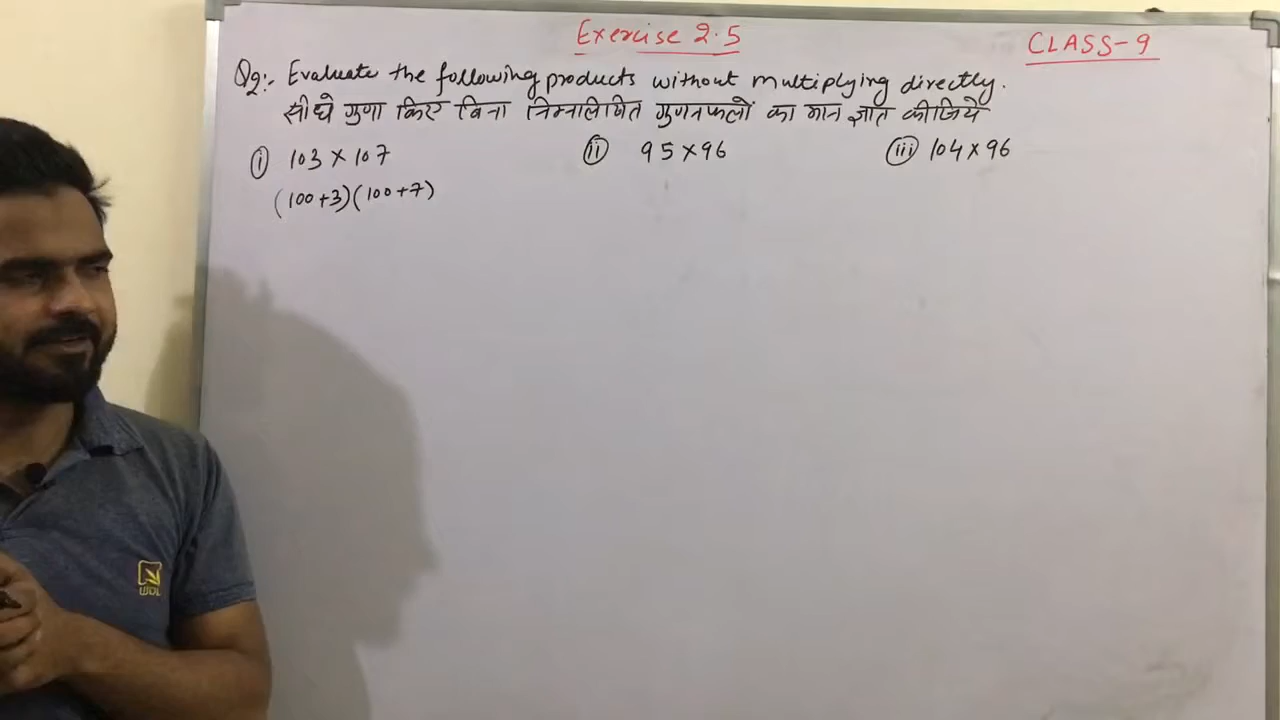 Exercise 2.5
CLASS-9
Q2:- Evaluate the following products without multiplying directly.
सीधे गुणा किए बिना निम्नलिखित गुणनफलों का मान ज्ञात कीजिये
(i) 103 × 107
(ii) 95 × 96
(iii) 104 × 96
(100+3)(100+7)